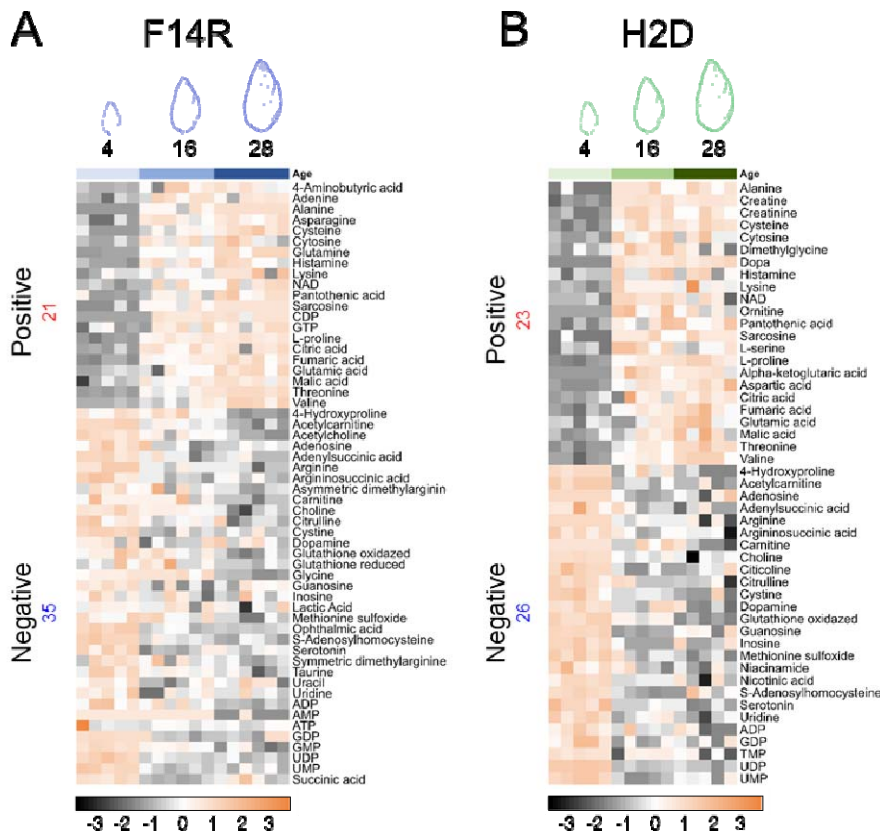 A F14R
4 16 28
Age
4-Aminobutyric acid
Adenine
Alanine
Asparagine
Cysteine
Cytosine
Glutamine
Histamine
Lysine
NAD
Pantothenic acid
Sarcosine
CDP
GTP
L-proline
Citric acid
Fumaric acid
Glutamic acid
Malic acid
Threonine
Valine
4-Hydroxyproline
Acetylcarnitine
Acetylcholine
Adenosine
Adenylsuccinic acid
Arginine
Argininosuccinic acid
Asymmetric dimethylarginin
Carnitine
Choline
Citrulline
Cystine
Dopamine
Glutathione oxidazed
Glutathione reduced
Glycine
Guanosine
Inosine
Lactic Acid
Methionine sulfoxide
Ophthalmic acid
S-Adenosylhomocysteine
Serotonin
Symmetric dimethylarginine
Taurine
Uracil
Uridine
ADP
AMP
ATP
GDP
GMP
UDP
UMP
Succinic acid
Positive
21
Negative
35
-3 -2 -1 0 1 2 3
B H2D
4 16 28
Age
Alanine
Creatine
Creatinine
Cysteine
Cytosine
Dimethylglycine
Dopa
Histamine
Lysine
NAD
Ornitine
Pantothenic acid
Sarcosine
L-serine
L-proline
Alpha-ketoglutaric acid
Aspartic acid
Citric acid
Fumaric acid
Glutamic acid
Malic acid
Threonine
Valine
4-Hydroxyproline
Acetylcarnitine
Adenosine
Adenylsuccinic acid
Arginine
Argininosuccinic acid
Carnitine
Choline
Citicoline
Citrulline
Cystine
Dopamine
Glutathione oxidazed
Guanosine
Inosine
Methionine sulfoxide
Niacinamide
Nicotinic acid
S-Adenosylhomocysteine
Serotonin
Uridine
ADP
GDP
TMP
UDP
UMP
Positive
23
Negative
26
-3 -2 -1 0 1 2 3